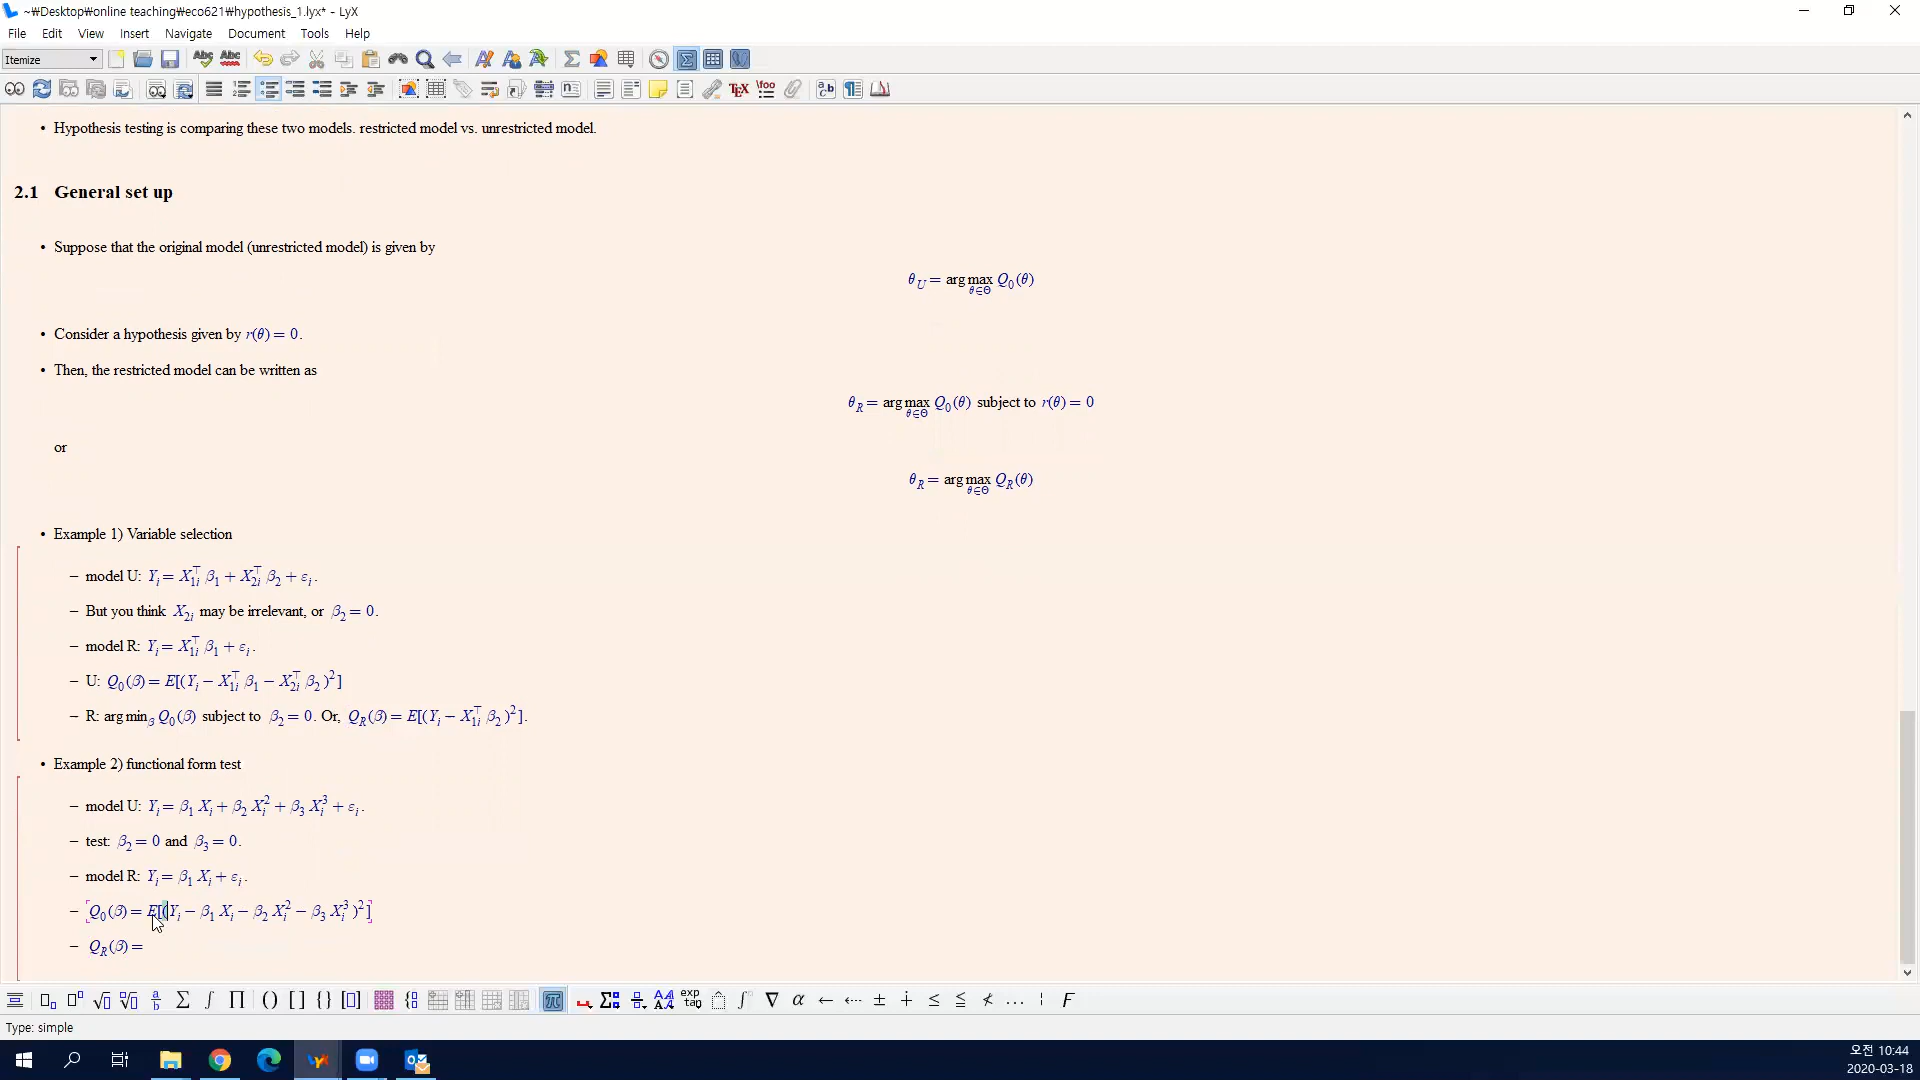 ~₩Desktop₩online teaching₩eco621₩hypothesis_1.lyx* - LyX
File Edit View Insert Navigate Document Tools Help
Itemize
• Hypothesis testing is comparing these two models. restricted model vs. unrestricted model.
2.1 General set up
• Suppose that the original model (unrestricted model) is given by
θ_U = arg max_{θ∈Θ} Q_0(θ)
• Consider a hypothesis given by r(θ) = 0.
• Then, the restricted model can be written as
θ_R = arg max_{θ∈Θ} Q_0(θ) subject to r(θ) = 0
or
θ_R = arg max_{θ∈Θ} Q_R(θ)
• Example 1) Variable selection
– model U: Y_i = X_{1i}^⊤ β_1 + X_{2i}^⊤ β_2 + ε_i.
– But you think X_{2i} may be irrelevant, or β_2 = 0.
– model R: Y_i = X_{1i}^⊤ β_1 + ε_i.
– U: Q_0(β) = E[(Y_i − X_{1i}^⊤ β_1 − X_{2i}^⊤ β_2)^2]
– R: arg min_β Q_0(β) subject to β_2 = 0. Or, Q_R(β) = E[(Y_i − X_{1i}^⊤ β_2)^2].
• Example 2) functional form test
– model U: Y_i = β_1 X_i + β_2 X_i^2 + β_3 X_i^3 + ε_i.
– test: β_2 = 0 and β_3 = 0.
– model R: Y_i = β_1 X_i + ε_i.
– Q_0(β) = E[(Y_i − β_1 X_i − β_2 X_i^2 − β_3 X_i^3)^2]
– Q_R(β) =
Type: simple
오전 10:44
2020-03-18